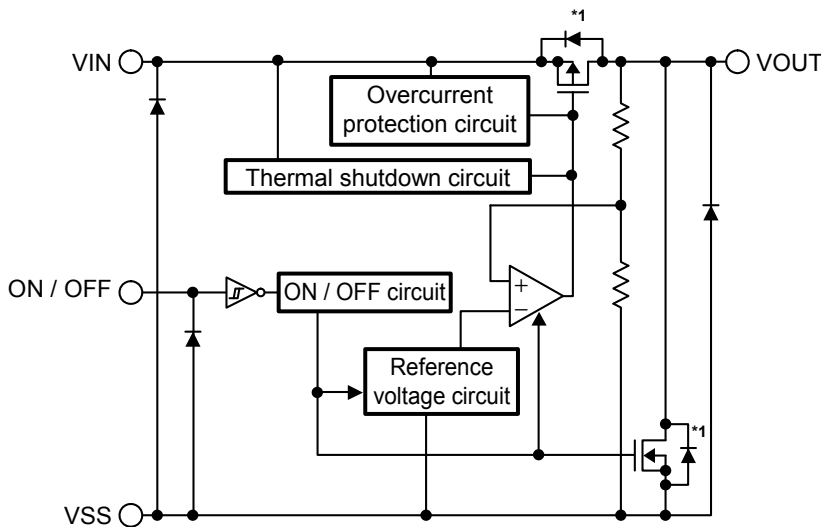 *1
VIN
VOUT
Overcurrent
protection circuit
Thermal shutdown circuit
ON / OFF
ON / OFF circuit
+
−
Reference
voltage circuit
*1
VSS